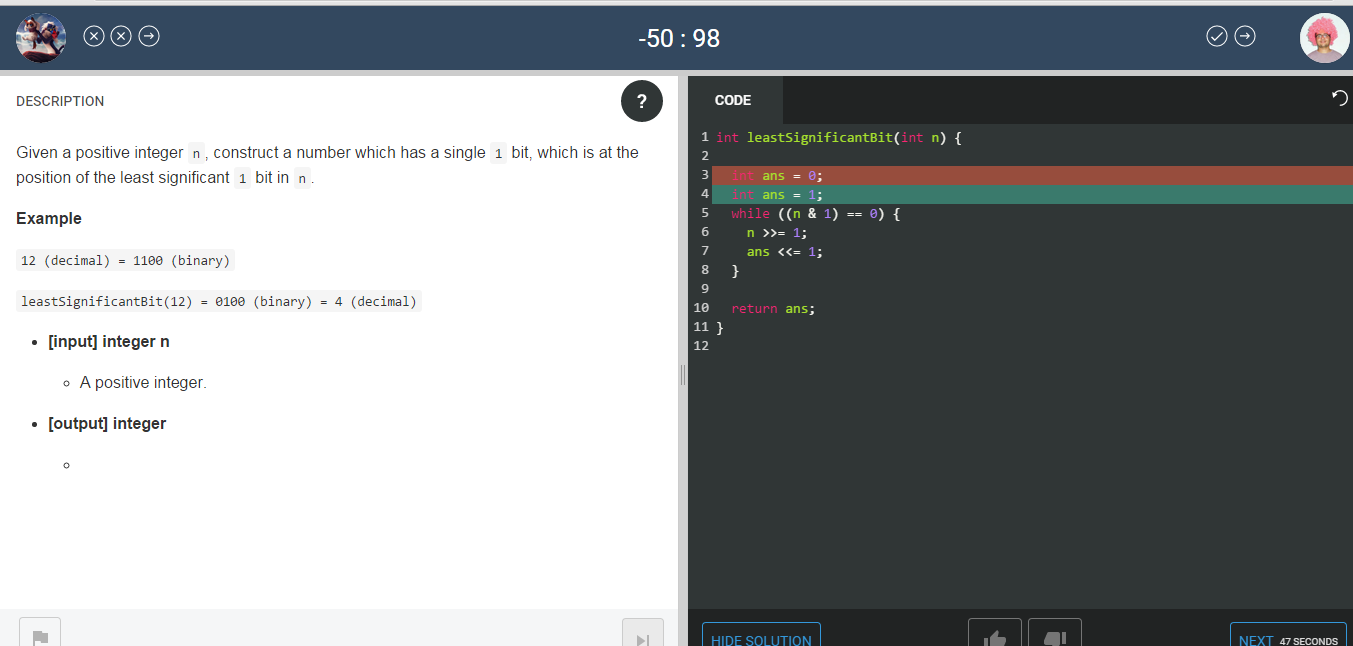 -50 : 98
DESCRIPTION
?
Given a positive integer n, construct a number which has a single 1 bit, which is at the
position of the least significant 1 bit in n.
Example
12 (decimal) = 1100 (binary)
leastSignificantBit(12) = 0100 (binary) = 4 (decimal)
[input] integer n
A positive integer.
[output] integer
CODE
1 int leastSignificantBit(int n) {
2
3 int ans = 0;
4 int ans = 1;
5 while ((n & 1) == 0) {
6 n >>= 1;
7 ans <<= 1;
8 }
9
10 return ans;
11 }
12
HIDE SOLUTION
NEXT 47 SECONDS